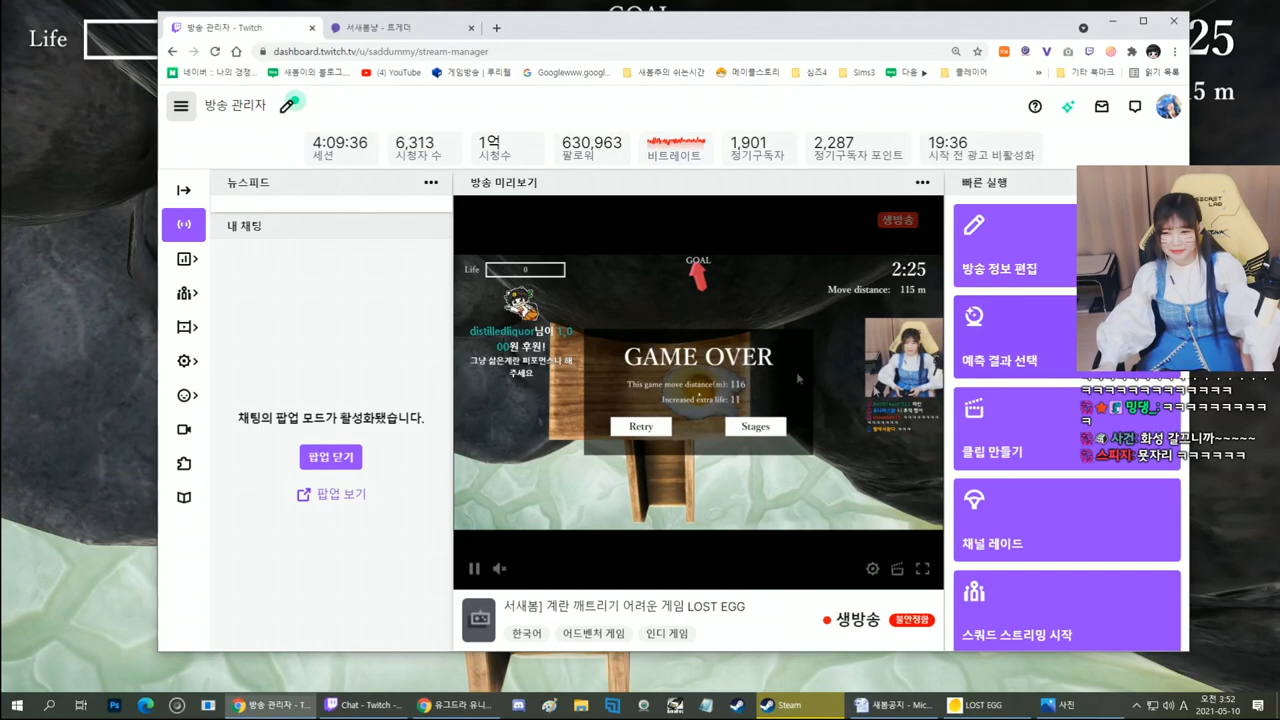 GOAL
Life
25
15 m
방송 관리자 - Twitch
서새봄냥 - 트게더
dashboard.twitch.tv/u/saddummy/stream-manager
네이버 :: 나의 경쟁...
새봄이의 블로그...
(4) YouTube
게임방송 | 루리웹
Googlewww.googl...
새봄주의 쉬는시간
메이플스토리
심즈4
Sims3
다음
플레이어
»
기타 북마크
읽기 목록
방송 관리자
4:09:36
세션
6,313
시청자 수
1억
시청수
630,963
팔로워
비트레이트
1,901
정기구독자
2,287
정기구독자 포인트
19:36
시작 전 광고 비활성화
뉴스피드
내 채팅
채팅의 팝업 모드가 활성화됐습니다.
팝업 닫기
팝업 보기
방송 미리보기
생방송
Life 0
GOAL
2:25
Move distance: 115 m
distilledliquor님이 1,0
00원 후원!
그냥 삶은계란 퍼포먼스나 해
주세요
GAME OVER
This game move distance(m): 116
Increased extra life: 11
Retry
Stages
서새봄] 계란 깨트리기 어려운 게임 LOST EGG
한국어
어드벤처 게임
인디 게임
생방송
불안정함
빠른 실행
방송 정보 편집
예측 결과 선택
클립 만들기
채널 레이드
스쿼드 스트리밍 시작
SECRET LAB
밍뎅_: ㅋㅋㅋㅋㅋㅋㅋㅋㅋ
ㅋ
사건: 화성 갈끄니까~~~~~
스피자: 묫자리 ㅋㅋㅋㅋㅋㅋ
방송 관리자 - T...
Chat - Twitch -...
유그드라 유니...
Steam
새봄공지 - Mic...
LOST EGG
사진
A
오전 3:52
2021-05-10